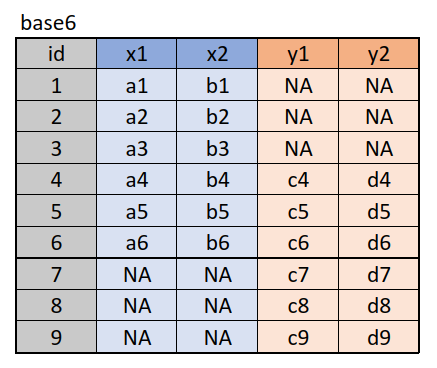 base6
id x1 x2 y1 y2
1 a1 b1 NA NA
2 a2 b2 NA NA
3 a3 b3 NA NA
4 a4 b4 c4 d4
5 a5 b5 c5 d5
6 a6 b6 c6 d6
7 NA NA c7 d7
8 NA NA c8 d8
9 NA NA c9 d9